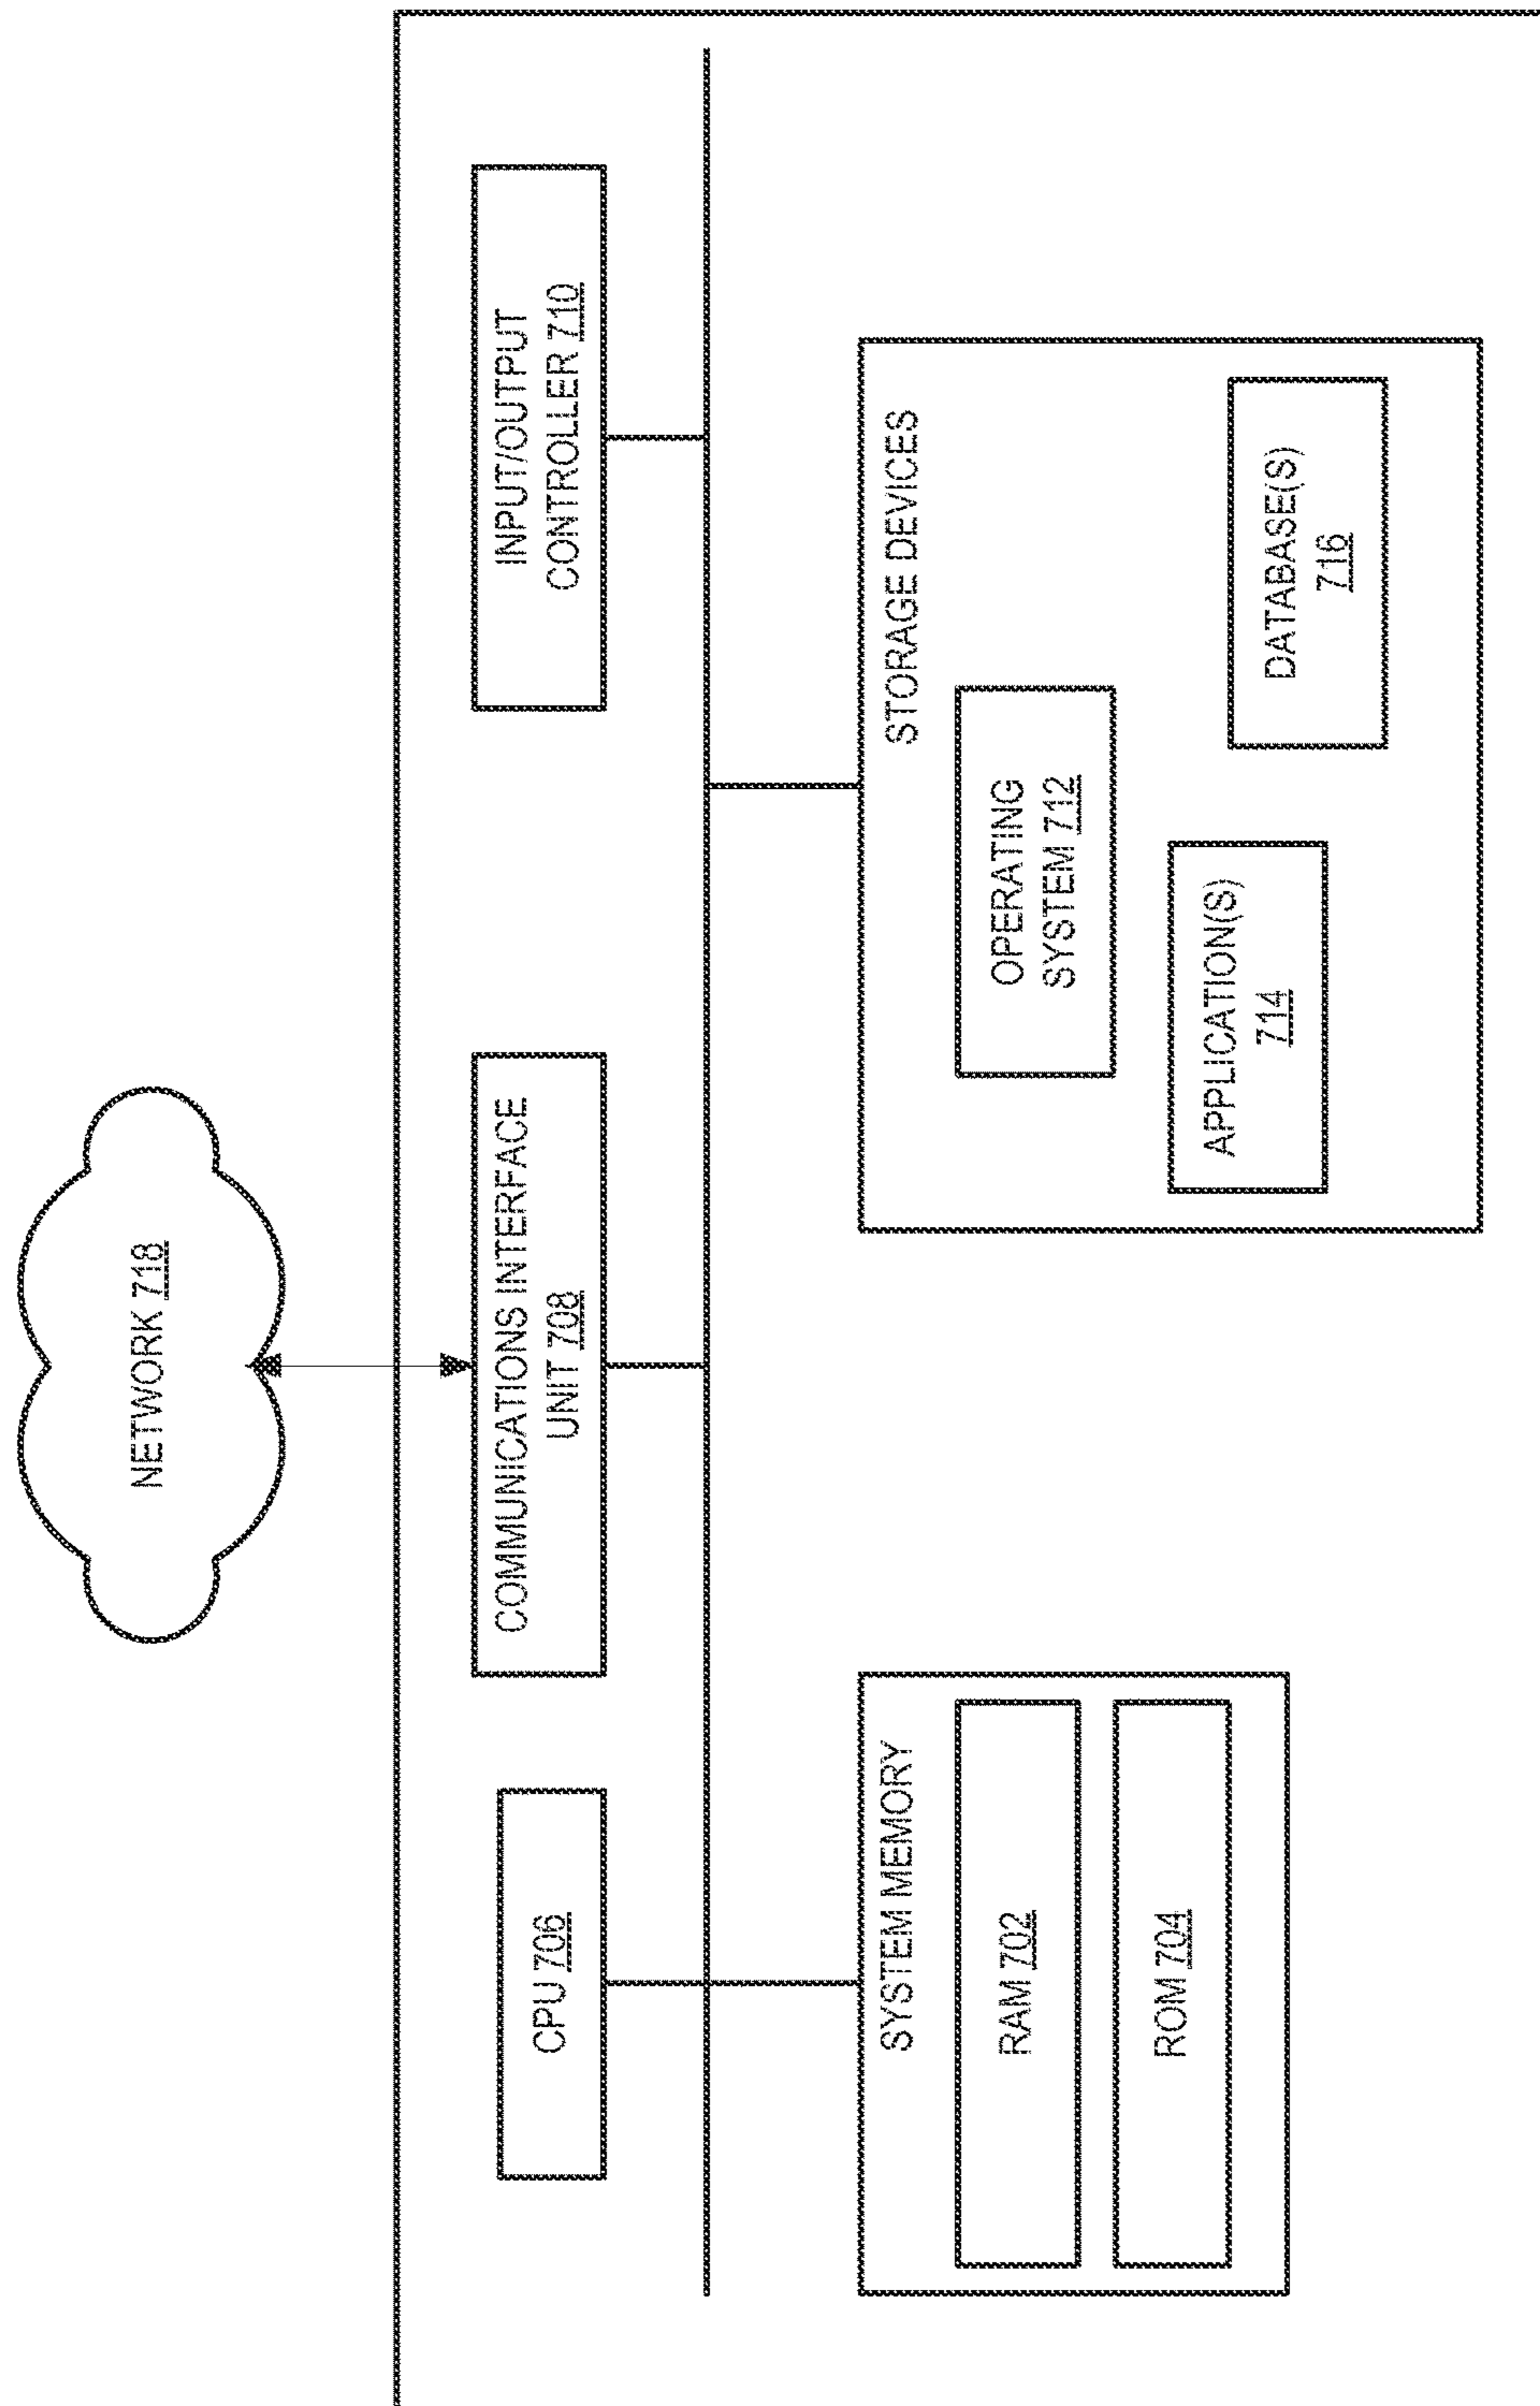 NETWORK 718
CPU 706
COMMUNICATIONS INTERFACE
UNIT 708
INPUT/OUTPUT
CONTROLLER 710
SYSTEM MEMORY
RAM 702
ROM 704
STORAGE DEVICES
OPERATING
SYSTEM 712
APPLICATION(S)
714
DATABASE(S)
716